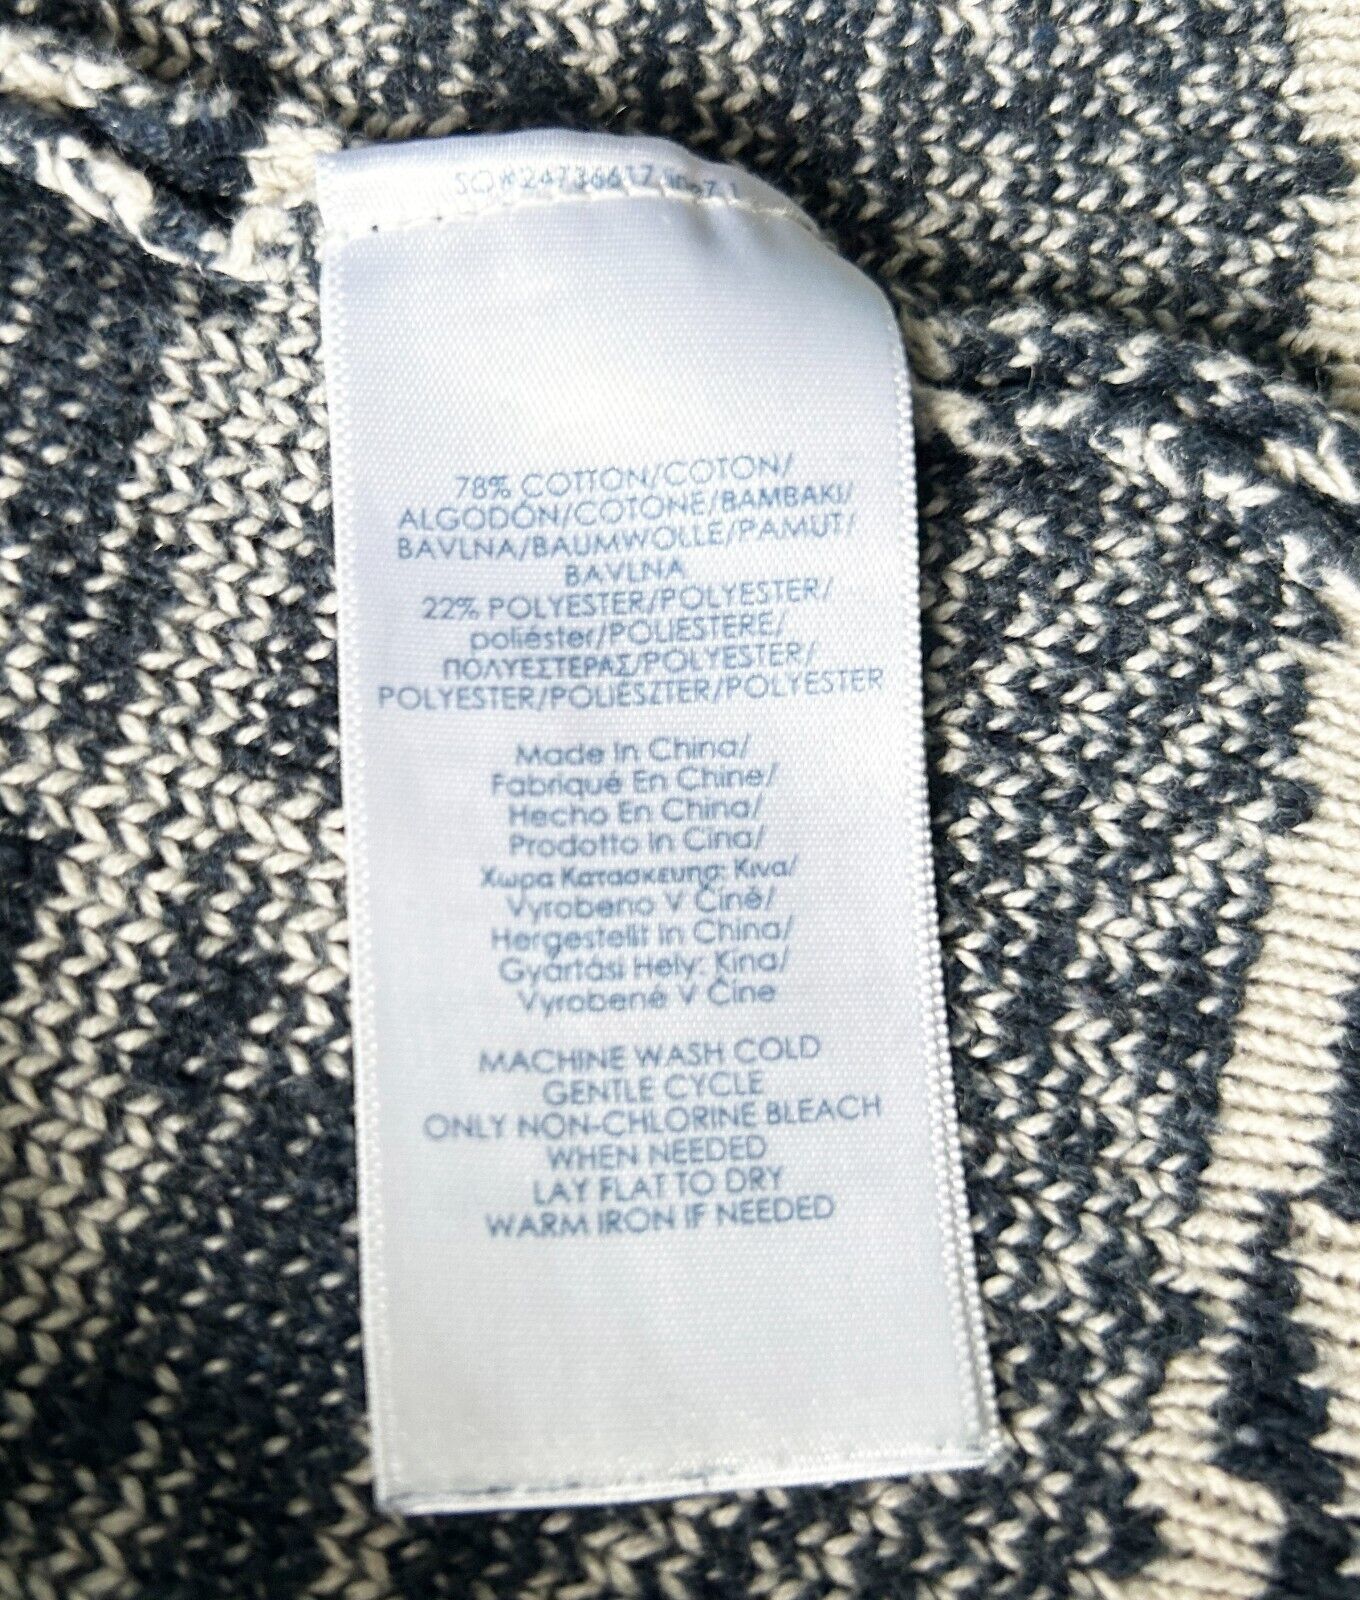 SO#24736617
78% COTTON/COTON/
ALGODÓN/COTONE/BAMBAKI/
BAVLNA/BAUMWOLLE/PAMUT/
BAVLNA
22% POLYESTER/POLYESTER/
poliéster/POLIESTERE/
ΠΟΛΥΕΣΤΕΡΑΣ/POLYESTER/
POLYESTER/POLIÉSZTER/POLYESTER
Made In China/
Fabriqué En Chine/
Hecho En China/
Prodotto In Cina/
Χωρα Κατασκευης: Κινα/
Vyrobeno V Číně/
Hergestellt In China/
Gyártási Hely: Kína/
Vyrobené V Číne
MACHINE WASH COLD
GENTLE CYCLE
ONLY NON-CHLORINE BLEACH
WHEN NEEDED
LAY FLAT TO DRY
WARM IRON IF NEEDED